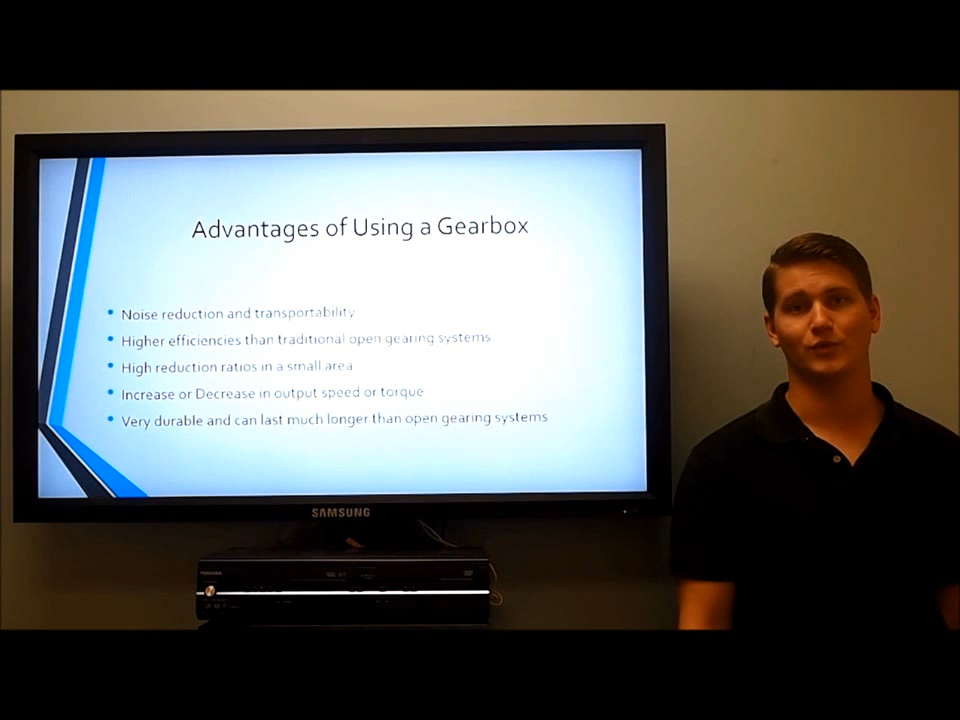 Advantages of Using a Gearbox
• Noise reduction and transportability
• Higher efficiencies than traditional open gearing systems
• High reduction ratios in a small area
• Increase or Decrease in output speed or torque
• Very durable and can last much longer than open gearing systems
SAMSUNG
TOSHIBA